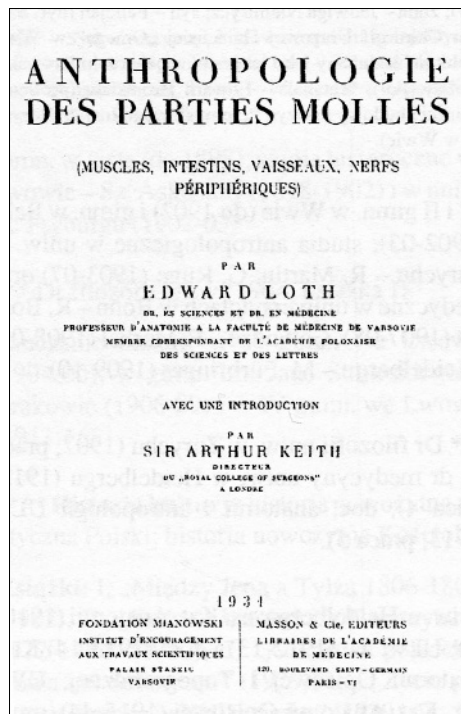 ANTHROPOLOGIE
DES PARTIES MOLLES
(MUSCLES, INTESTINS, VAISSEAUX, NERFS
PÉRIPHÉRIQUES)
PAR
EDWARD LOTH
DR. ÈS SCIENCES ET DR. EN MÉDECINE
PROFESSEUR D'ANATOMIE A LA FACULTÉ DE MÉDECINE DE VARSOVIE
MEMBRE CORRESPONDANT DE L'ACADÉMIE POLONAISE
DES SCIENCES ET DES LETTRES
AVEC UNE INTRODUCTION
PAR
SIR ARTHUR KEITH
DIRECTEUR
DU „ROYAL COLLEGE OF SURGEONS"
A LONDRE
1931
FONDATION MIANOWSKI
INSTITUT D'ENCOURAGEMENT
AUX TRAVAUX SCIENTIFIQUES
PALAIS STASZIC
VARSOVIE
MASSON & Cie, EDITEURS
LIBRAIRES DE L'ACADÉMIE
DE MÉDECINE
120, BOULEVARD SAINT-GERMAIN
PARIS-VI